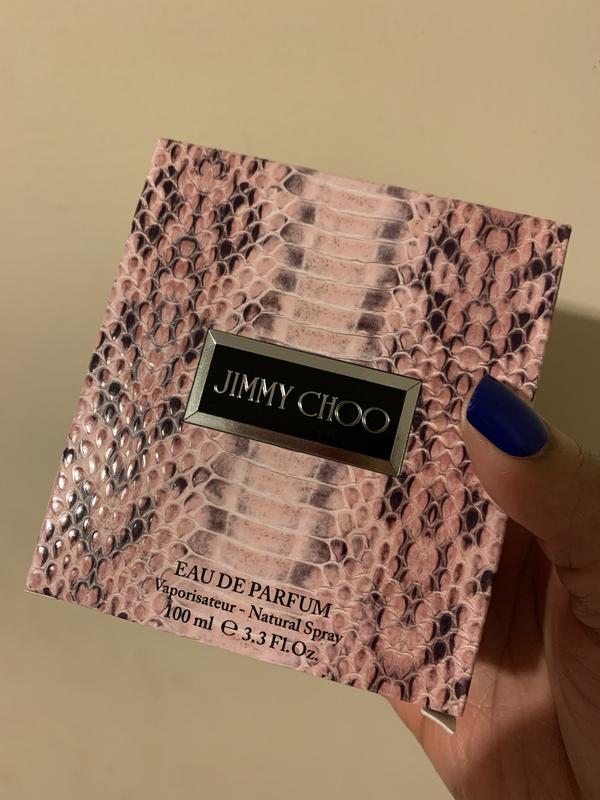 JIMMY CHOO
EAU DE PARFUM
Vaporisateur - Natural Spray
100 ml ℮ 3.3 Fl.Oz.